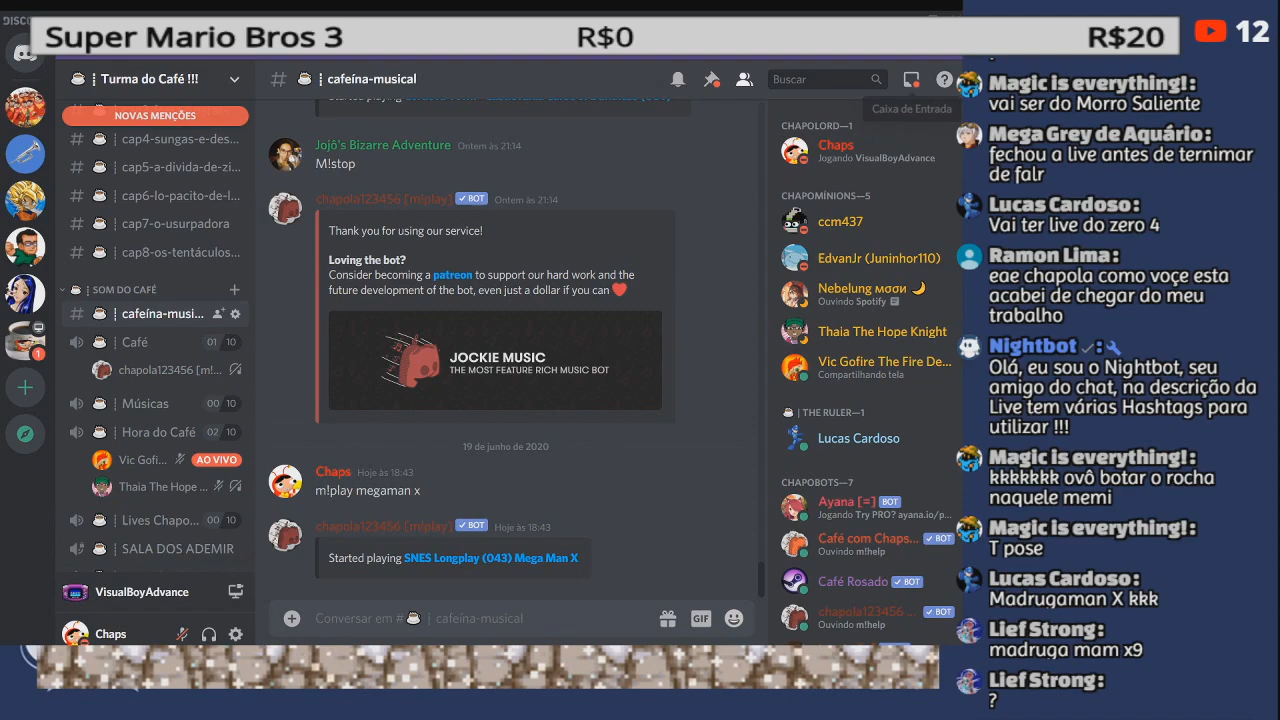 Super Mario Bros 3
R$0
R$20
12
Turma do Café !!!
NOVAS MENÇÕES
cap4-sungas-e-des...
cap5-a-divida-de-zi...
cap6-lo-pacito-de-l...
cap7-o-usurpadora
cap8-os-tentáculos...
SOM DO CAFÉ
cafeína-musi...
Café 01 10
chapola123456 [m!...
Músicas 00 10
Hora do Café 02 10
Vic Gofi... AO VIVO
Thaia The Hope ...
Lives Chapo... 00 10
SALA DOS ADEMIR
VisualBoyAdvance
Chaps
# cafeína-musical
Buscar
Caixa de Entrada
Jojô's Bizarre Adventure Ontem às 21:14
M!stop
chapola123456 [m!play] BOT Ontem às 21:14
Thank you for using our service!
Loving the bot?
Consider becoming a patreon to support our hard work and the
future development of the bot, even just a dollar if you can
JOCKIE MUSIC
THE MOST FEATURE RICH MUSIC BOT
19 de junho de 2020
Chaps Hoje às 18:43
m!play megaman x
chapola123456 [m!play] BOT Hoje às 18:43
Started playing SNES Longplay (043) Mega Man X
Conversar em # | cafeína-musical
GIF
CHAPOLORD—1
Chaps
Jogando VisualBoyAdvance
CHAPOMÍNIONS—5
ccm437
EdvanJr (Juninhor110)
Nebelung мσσи
Ouvindo Spotify
Thaia The Hope Knight
Vic Gofire The Fire De...
Compartilhando tela
| THE RULER—1
Lucas Cardoso
CHAPOBOTS—7
Ayana [=] BOT
Jogando Try PRO? ayana.io/p...
Café com Chaps... BOT
Ouvindo m!help
Café Rosado BOT
chapola123456 ... BOT
Ouvindo m!help
Magic is everything!:
vai ser do Morro Saliente
Mega Grey de Aquário:
fechou a live antes de ternimar
de falr
Lucas Cardoso:
Vai ter live do zero 4
Ramon Lima:
eae chapola como voçe esta
acabei de chegar do meu
trabalho
Nightbot :
Olá, eu sou o Nightbot, seu
amigo do chat, na descrição da
Live tem várias Hashtags para
utilizar !!!
Magic is everything!:
kkkkkkk ovô botar o rocha
naquele memi
Magic is everything!:
T pose
Lucas Cardoso:
Madrugaman X kkk
Lief Strong:
madruga mam x9
Lief Strong:
?